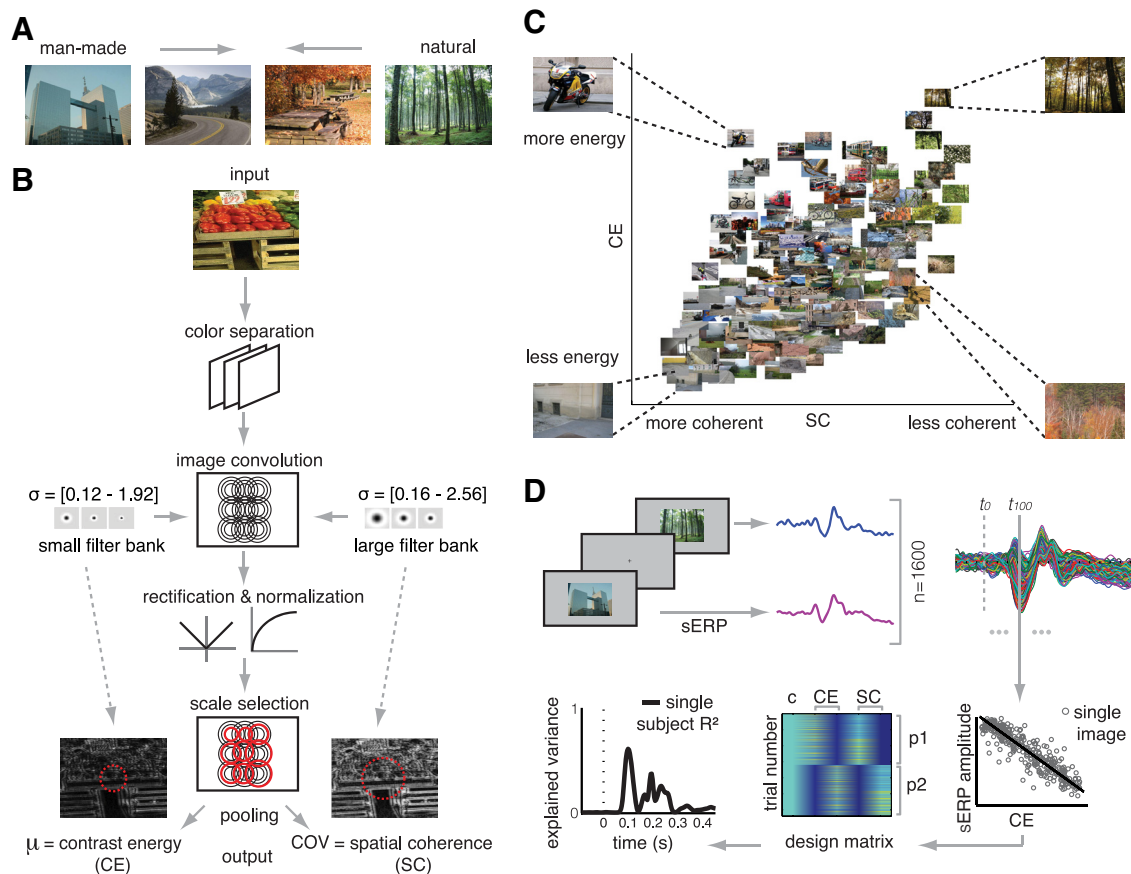 A
man-made
natural
B
input
color separation
image convolution
σ = [0.12 - 1.92]
small filter bank
σ = [0.16 - 2.56]
large filter bank
rectification & normalization
scale selection
pooling
μ = contrast energy
(CE)
output
COV = spatial coherence
(SC)
C
more energy
CE
less energy
more coherent
SC
less coherent
D
sERP
n=1600
t0
t100
single
image
sERP amplitude
CE
c
CE
SC
trial number
p1
p2
design matrix
1
single
subject R²
explained variance
0
0
0.1
0.2
0.3
0.4
time (s)